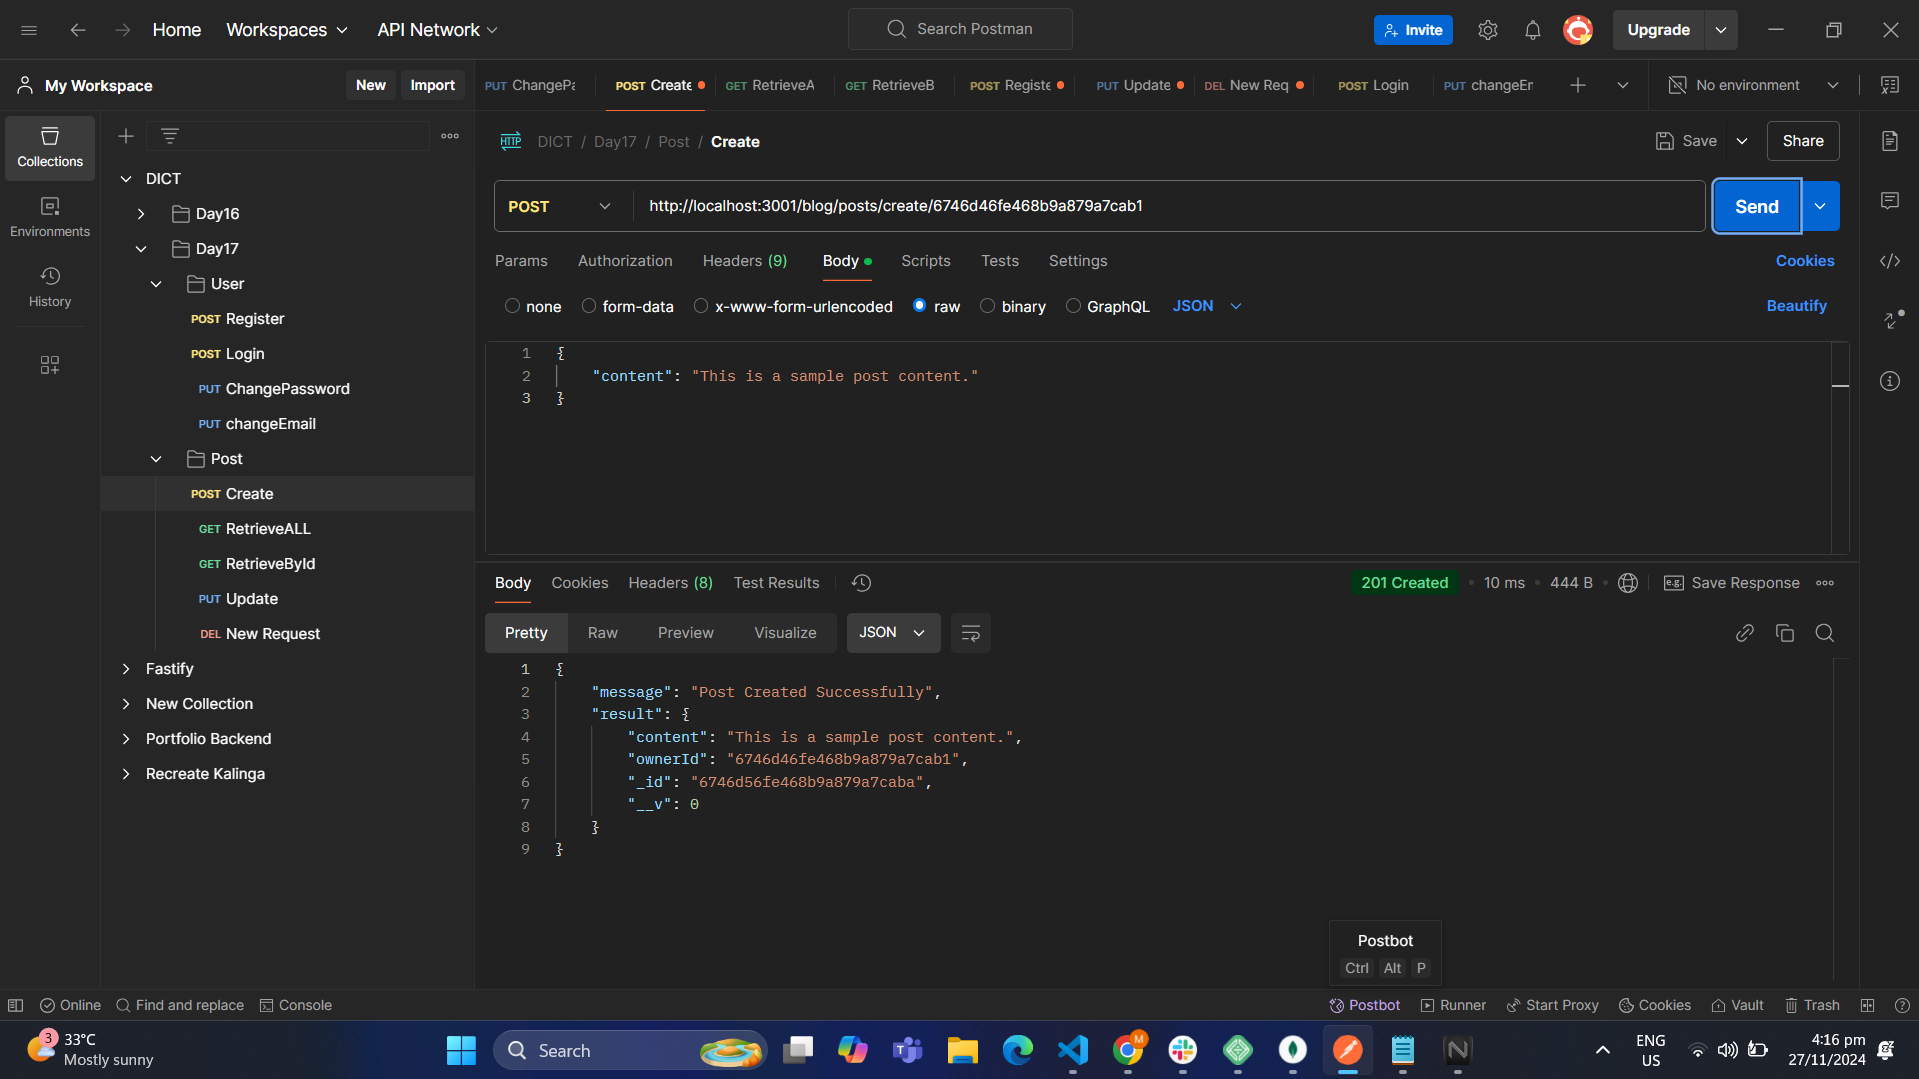 Home Workspaces API Network Search Postman Invite Upgrade
My Workspace New Import PUT ChangePa POST Create GET RetrieveA GET RetrieveB POST Registe PUT Update DEL New Req POST Login PUT changeEn No environment
Collections
Environments
History
DICT
Day16
Day17
User
POST Register
POST Login
PUT ChangePassword
PUT changeEmail
Post
POST Create
GET RetrieveALL
GET RetrieveById
PUT Update
DEL New Request
Fastify
New Collection
Portfolio Backend
Recreate Kalinga
HTTP DICT / Day17 / Post / Create Save Share
POST http://localhost:3001/blog/posts/create/6746d46fe468b9a879a7cab1 Send
Params Authorization Headers (9) Body Scripts Tests Settings Cookies
none form-data x-www-form-urlencoded raw binary GraphQL JSON Beautify
1 {
2 "content": "This is a sample post content."
3 }
Body Cookies Headers (8) Test Results 201 Created 10 ms 444 B e.g. Save Response
Pretty Raw Preview Visualize JSON
1 {
2 "message": "Post Created Successfully",
3 "result": {
4 "content": "This is a sample post content.",
5 "ownerId": "6746d46fe468b9a879a7cab1",
6 "_id": "6746d56fe468b9a879a7caba",
7 "__v": 0
8 }
9 }
Postbot
Ctrl Alt P
Online Find and replace Console Postbot Runner Start Proxy Cookies Vault Trash
3 33°C
Mostly sunny
Search
M
ENG
US
4:16 pm
27/11/2024